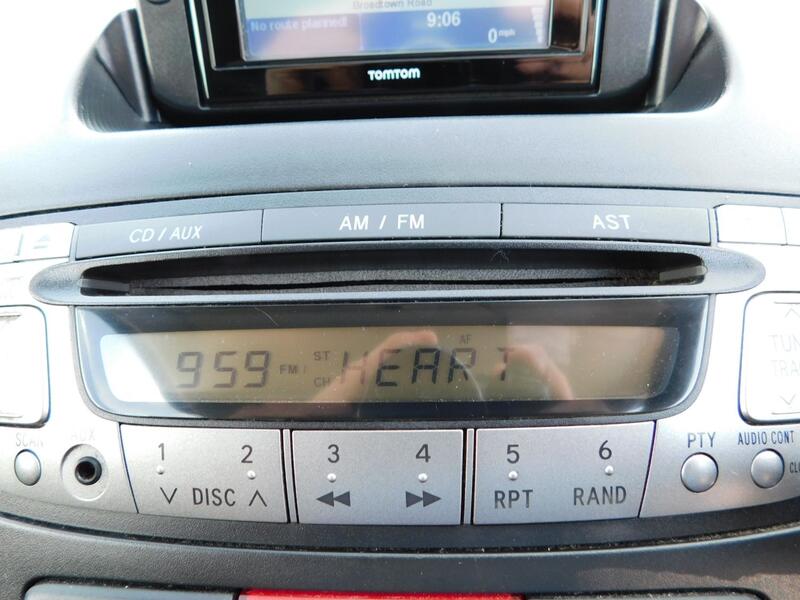 Broadtown Road
No route planned!
9:06
0 mph
TOMTOM
CD / AUX
AM / FM
AST
959 FM / CH ST HEART AF
SCAN
AUX
1 2 3 4 5 6
DISC
RPT
RAND
PTY
AUDIO CONT